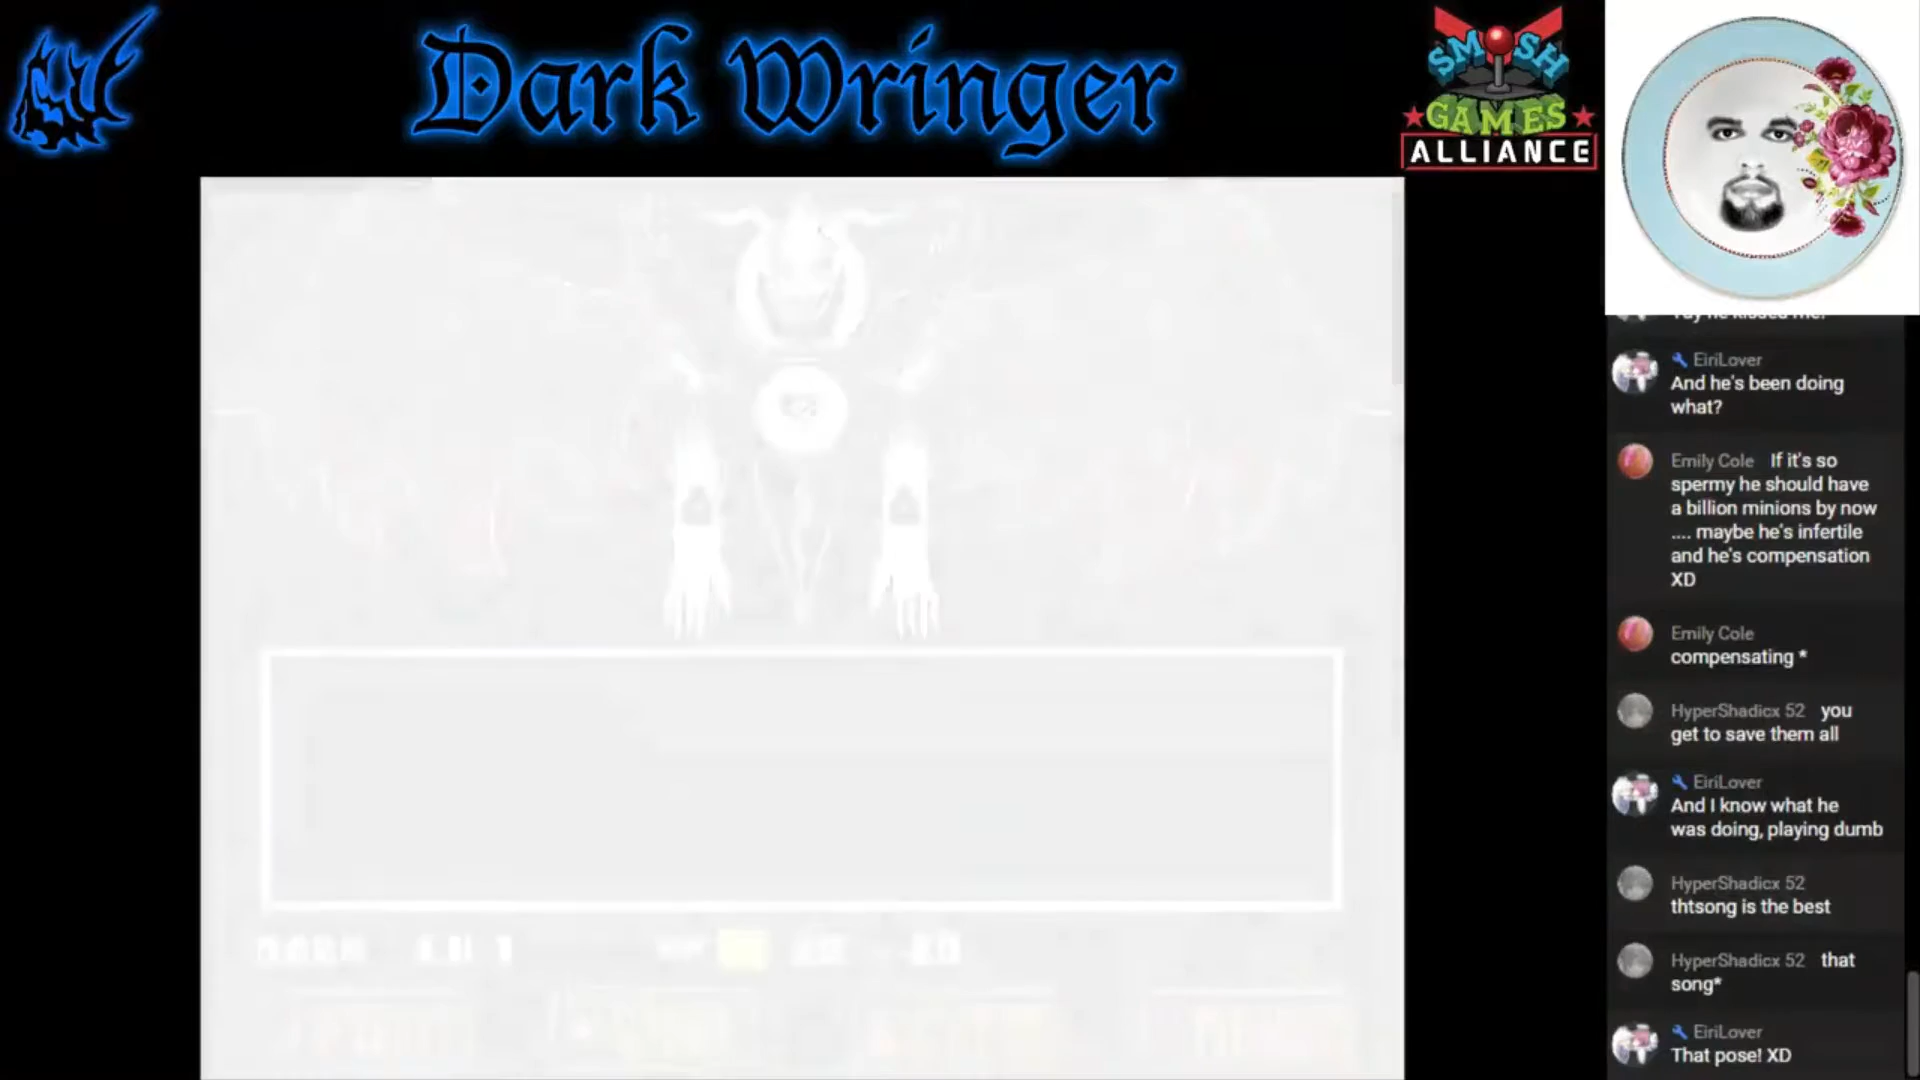 Dark Wringer
SMASH
GAMES
ALLIANCE
EiriLover
And he's been doing
what?
Emily Cole If it's so
spermy he should have
a billion minions by now
.... maybe he's infertile
and he's compensation
XD
Emily Cole
compensating *
HyperShadicx 52 you
get to save them all
EiriLover
And I know what he
was doing, playing dumb
HyperShadicx 52
thtsong is the best
HyperShadicx 52 that
song*
EiriLover
That pose! XD
LV 1
20